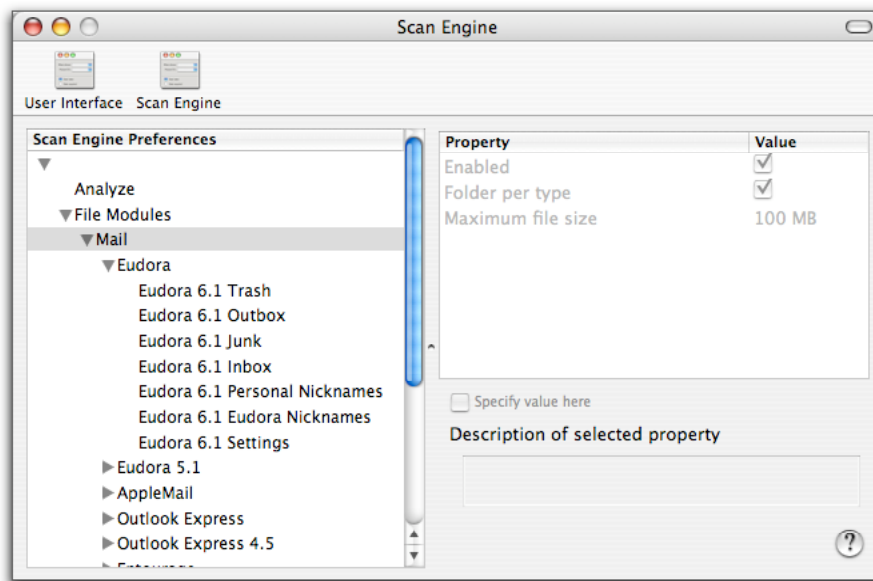 Scan Engine
User Interface Scan Engine
Scan Engine Preferences
Analyze
File Modules
Mail
Eudora
Eudora 6.1 Trash
Eudora 6.1 Outbox
Eudora 6.1 Junk
Eudora 6.1 Inbox
Eudora 6.1 Personal Nicknames
Eudora 6.1 Eudora Nicknames
Eudora 6.1 Settings
Eudora 5.1
AppleMail
Outlook Express
Outlook Express 4.5
Entourage
Property Value
Enabled
Folder per type
Maximum file size 100 MB
Specify value here
Description of selected property
?